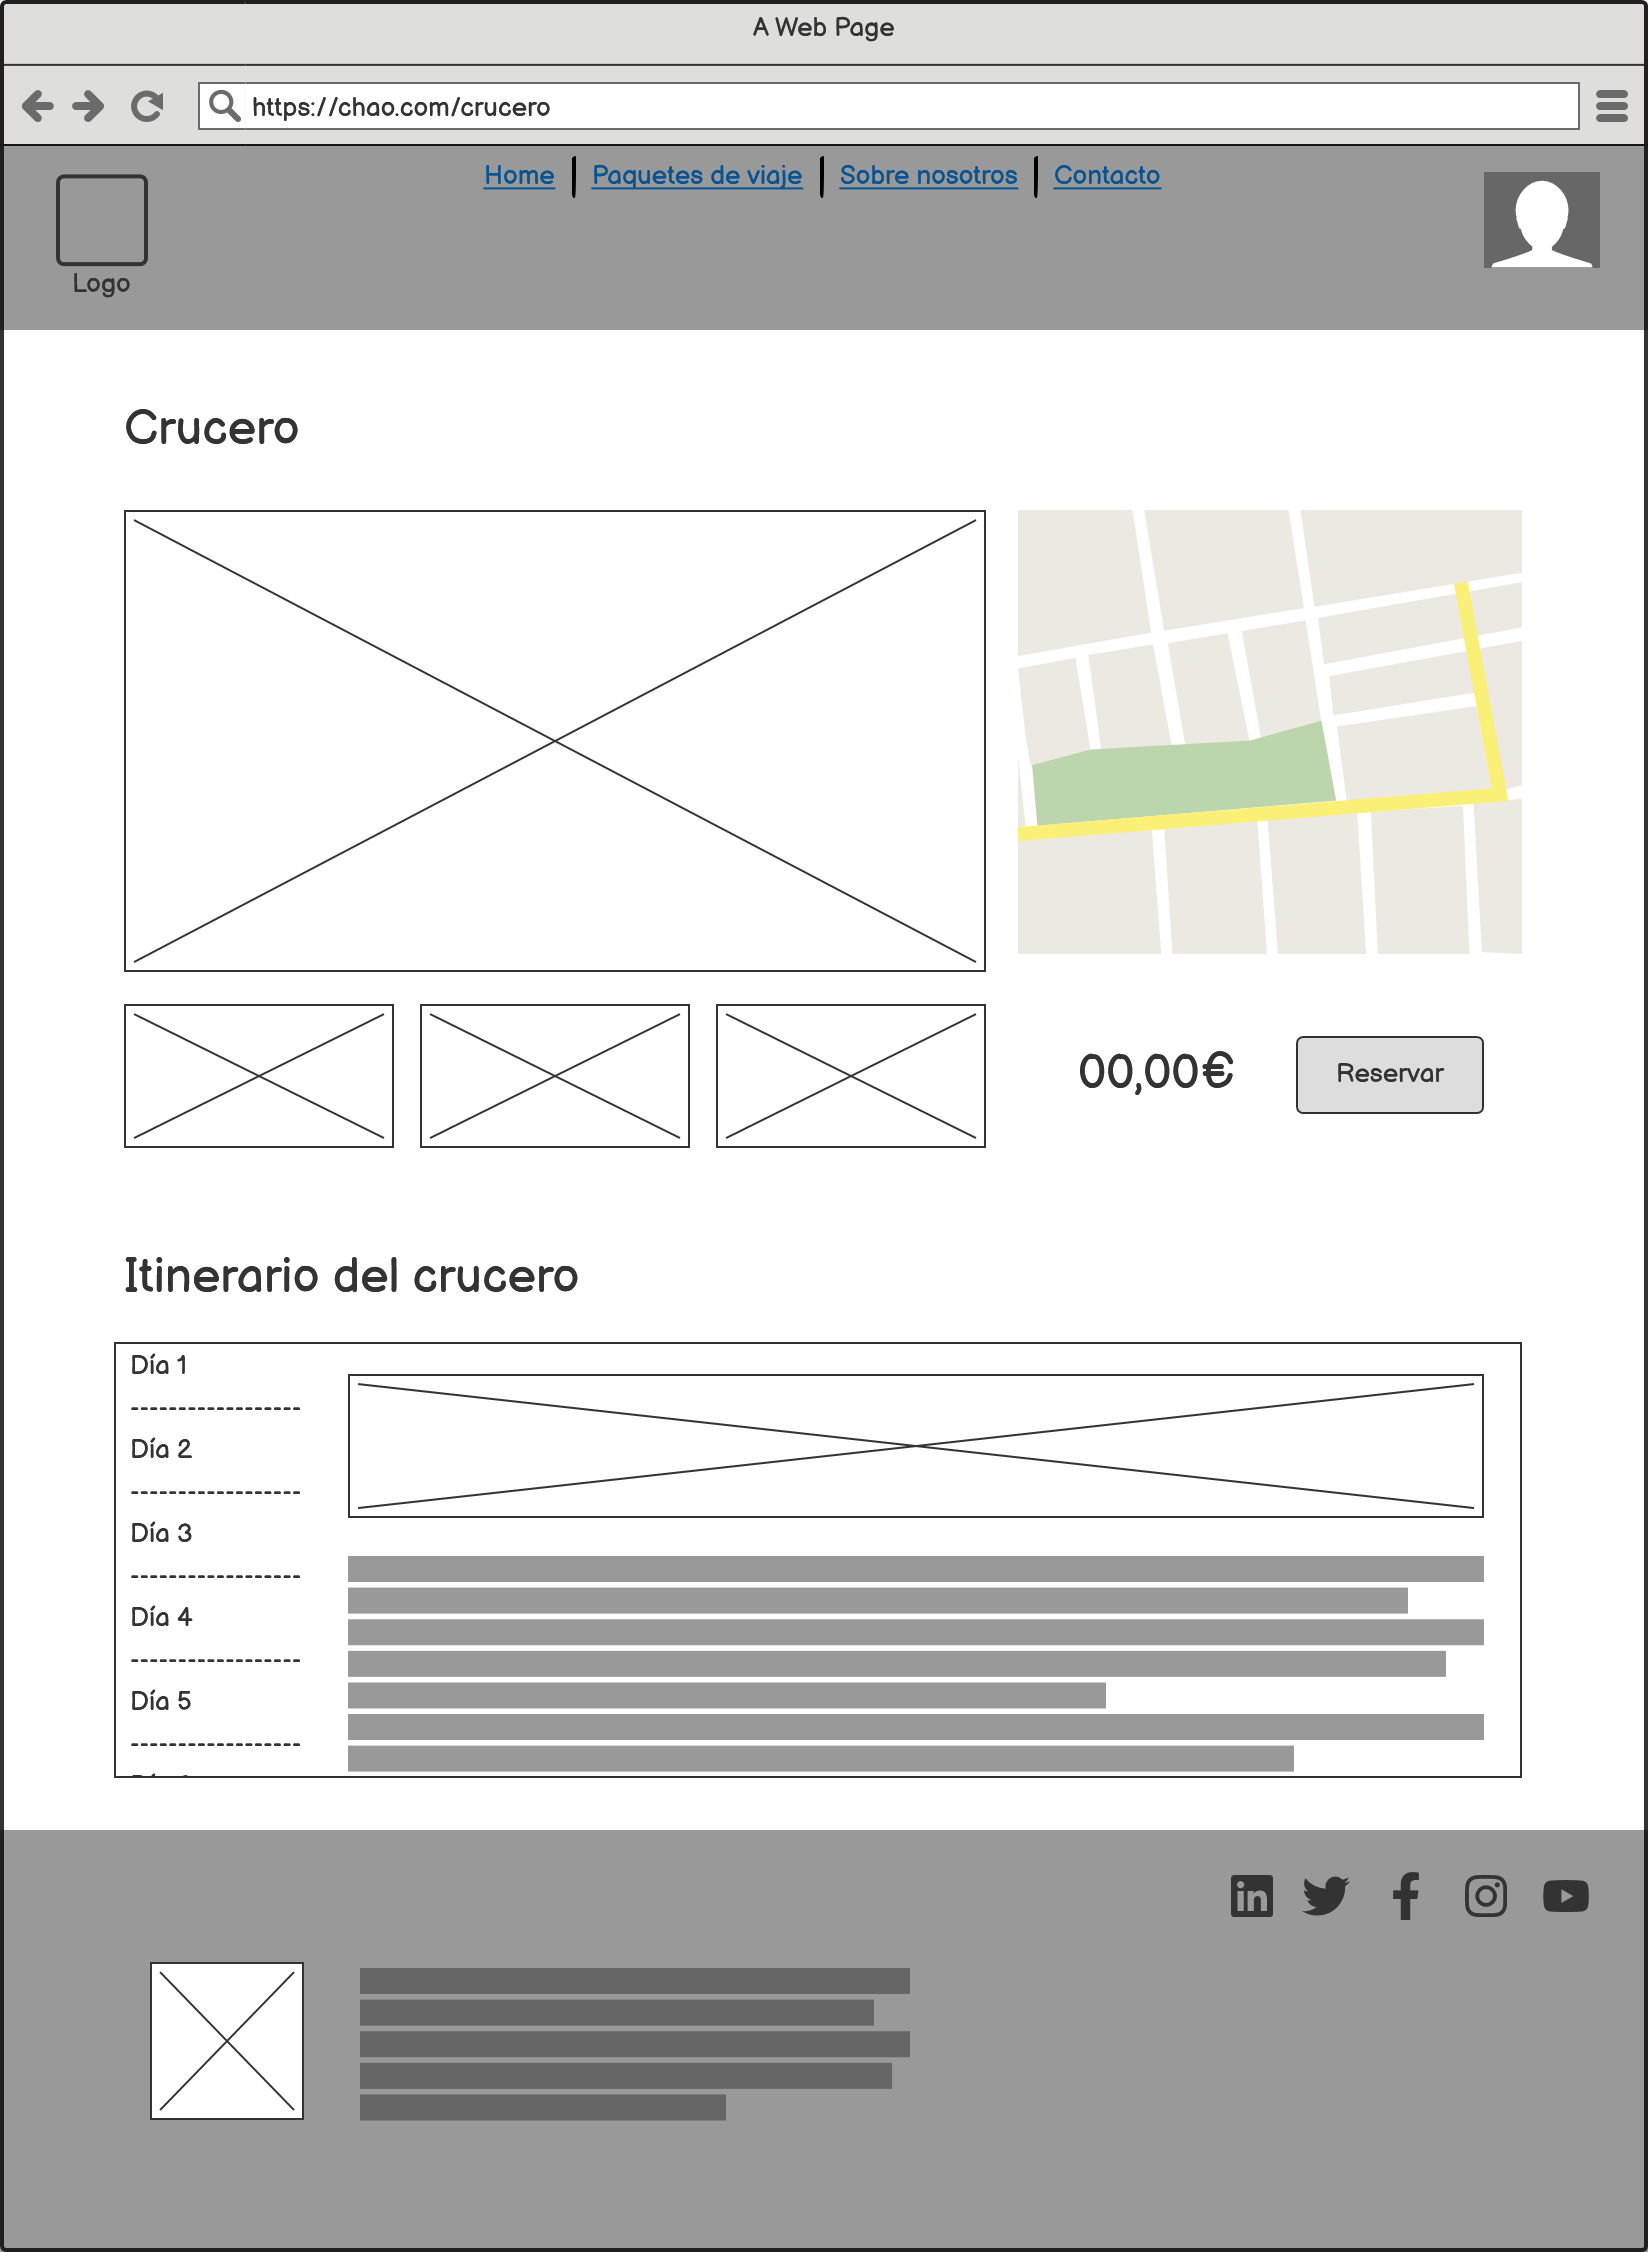 A Web Page
https://chao.com/crucero
Home | Paquetes de viaje | Sobre nosotros | Contacto
Logo
Crucero
00,00€
Reservar
Itinerario del crucero
Día 1
------------------
Día 2
------------------
Día 3
------------------
Día 4
------------------
Día 5
------------------